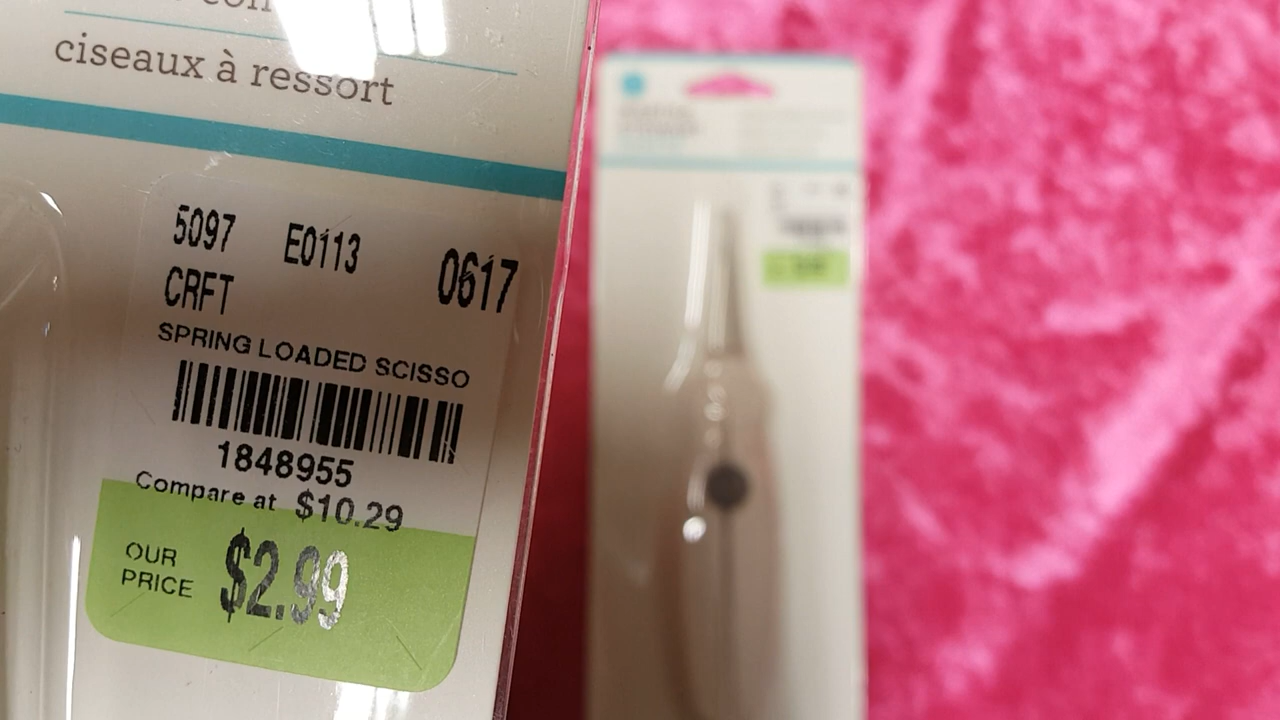 ciseaux à ressort
5097 E0113 0617
CRFT
SPRING LOADED SCISSO
1848955
Compare at $10.29
OUR PRICE $2.99